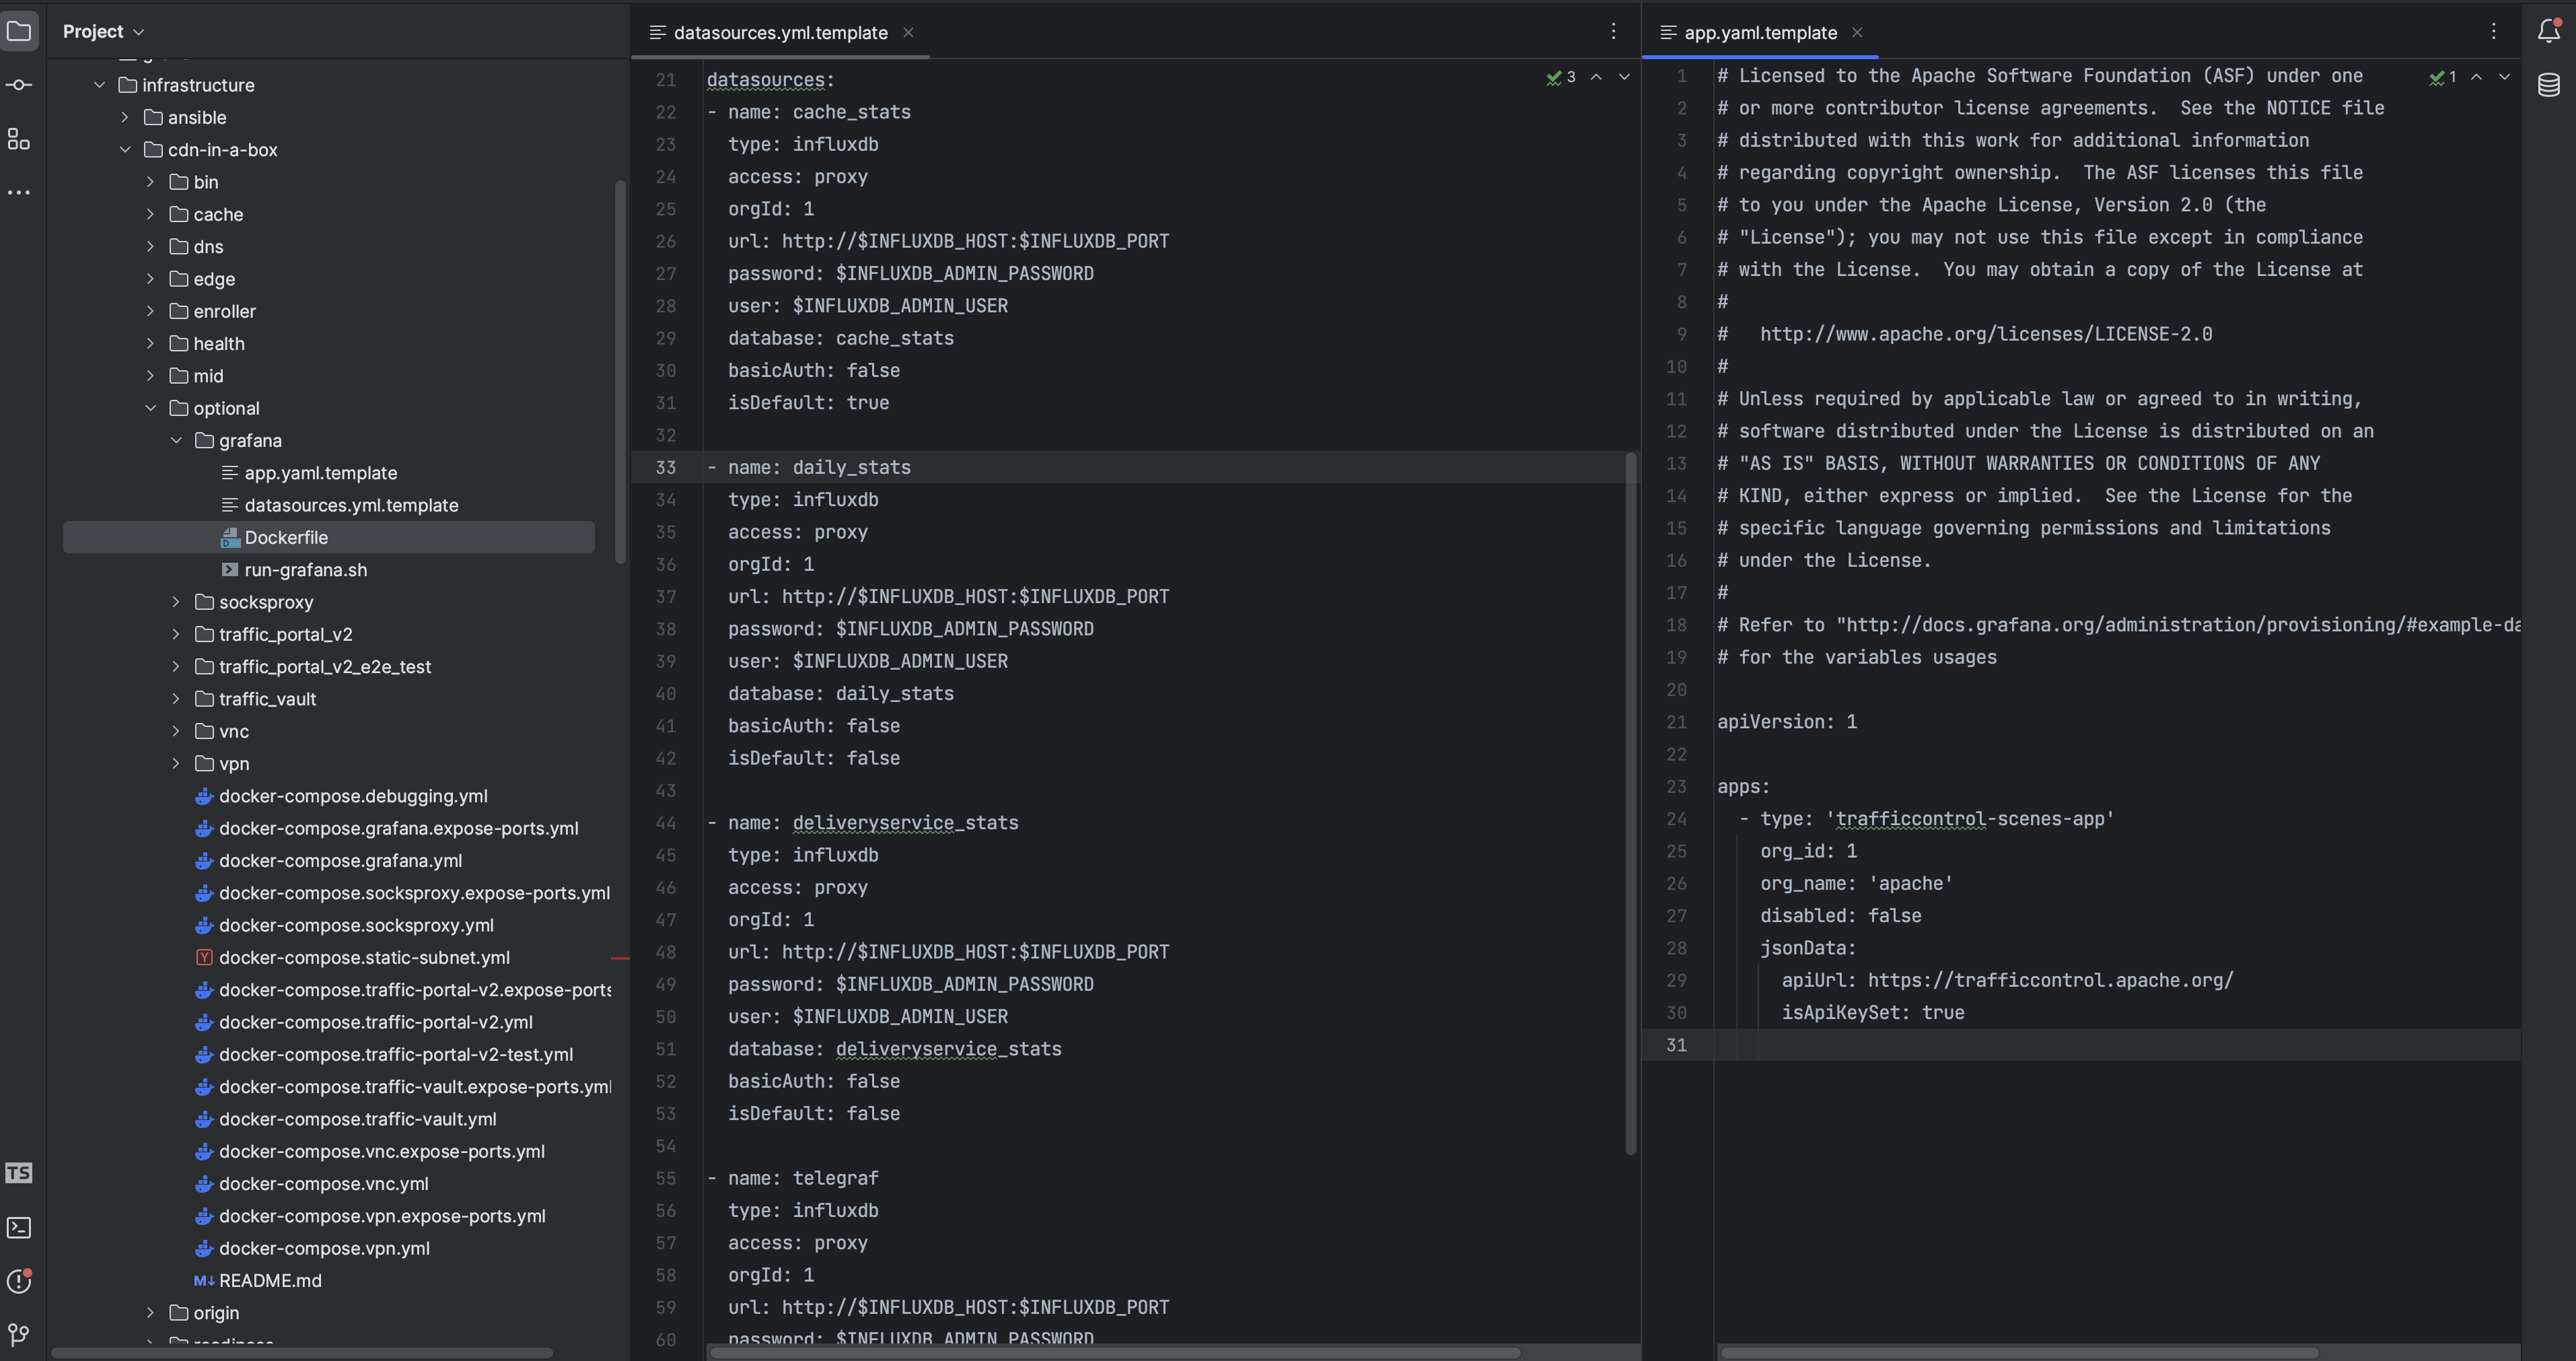 Project
infrastructure
ansible
cdn-in-a-box
bin
cache
dns
edge
enroller
health
mid
optional
grafana
app.yaml.template
datasources.yml.template
Dockerfile
run-grafana.sh
socksproxy
traffic_portal_v2
traffic_portal_v2_e2e_test
traffic_vault
vnc
vpn
docker-compose.debugging.yml
docker-compose.grafana.expose-ports.yml
docker-compose.grafana.yml
docker-compose.socksproxy.expose-ports.yml
docker-compose.socksproxy.yml
docker-compose.static-subnet.yml
docker-compose.traffic-portal-v2.expose-ports
docker-compose.traffic-portal-v2.yml
docker-compose.traffic-portal-v2-test.yml
docker-compose.traffic-vault.expose-ports.yml
docker-compose.traffic-vault.yml
docker-compose.vnc.expose-ports.yml
docker-compose.vnc.yml
docker-compose.vpn.expose-ports.yml
docker-compose.vpn.yml
M↓ README.md
origin
TS
datasources.yml.template
3
21 datasources:
22 - name: cache_stats
23 type: influxdb
24 access: proxy
25 orgId: 1
26 url: http://$INFLUXDB_HOST:$INFLUXDB_PORT
27 password: $INFLUXDB_ADMIN_PASSWORD
28 user: $INFLUXDB_ADMIN_USER
29 database: cache_stats
30 basicAuth: false
31 isDefault: true
32
33 - name: daily_stats
34 type: influxdb
35 access: proxy
36 orgId: 1
37 url: http://$INFLUXDB_HOST:$INFLUXDB_PORT
38 password: $INFLUXDB_ADMIN_PASSWORD
39 user: $INFLUXDB_ADMIN_USER
40 database: daily_stats
41 basicAuth: false
42 isDefault: false
43
44 - name: deliveryservice_stats
45 type: influxdb
46 access: proxy
47 orgId: 1
48 url: http://$INFLUXDB_HOST:$INFLUXDB_PORT
49 password: $INFLUXDB_ADMIN_PASSWORD
50 user: $INFLUXDB_ADMIN_USER
51 database: deliveryservice_stats
52 basicAuth: false
53 isDefault: false
54
55 - name: telegraf
56 type: influxdb
57 access: proxy
58 orgId: 1
59 url: http://$INFLUXDB_HOST:$INFLUXDB_PORT
60 password: $INFLUXDB_ADMIN_PASSWORD
app.yaml.template
1
1 # Licensed to the Apache Software Foundation (ASF) under one
2 # or more contributor license agreements.  See the NOTICE file
3 # distributed with this work for additional information
4 # regarding copyright ownership.  The ASF licenses this file
5 # to you under the Apache License, Version 2.0 (the
6 # "License"); you may not use this file except in compliance
7 # with the License.  You may obtain a copy of the License at
8 #
9 #   http://www.apache.org/licenses/LICENSE-2.0
10 #
11 # Unless required by applicable law or agreed to in writing,
12 # software distributed under the License is distributed on an
13 # "AS IS" BASIS, WITHOUT WARRANTIES OR CONDITIONS OF ANY
14 # KIND, either express or implied.  See the License for the
15 # specific language governing permissions and limitations
16 # under the License.
17 #
18 # Refer to "http://docs.grafana.org/administration/provisioning/#example-da
19 # for the variables usages
20
21 apiVersion: 1
22
23 apps:
24 - type: 'trafficcontrol-scenes-app'
25 org_id: 1
26 org_name: 'apache'
27 disabled: false
28 jsonData:
29 apiUrl: https://trafficcontrol.apache.org/
30 isApiKeySet: true
31